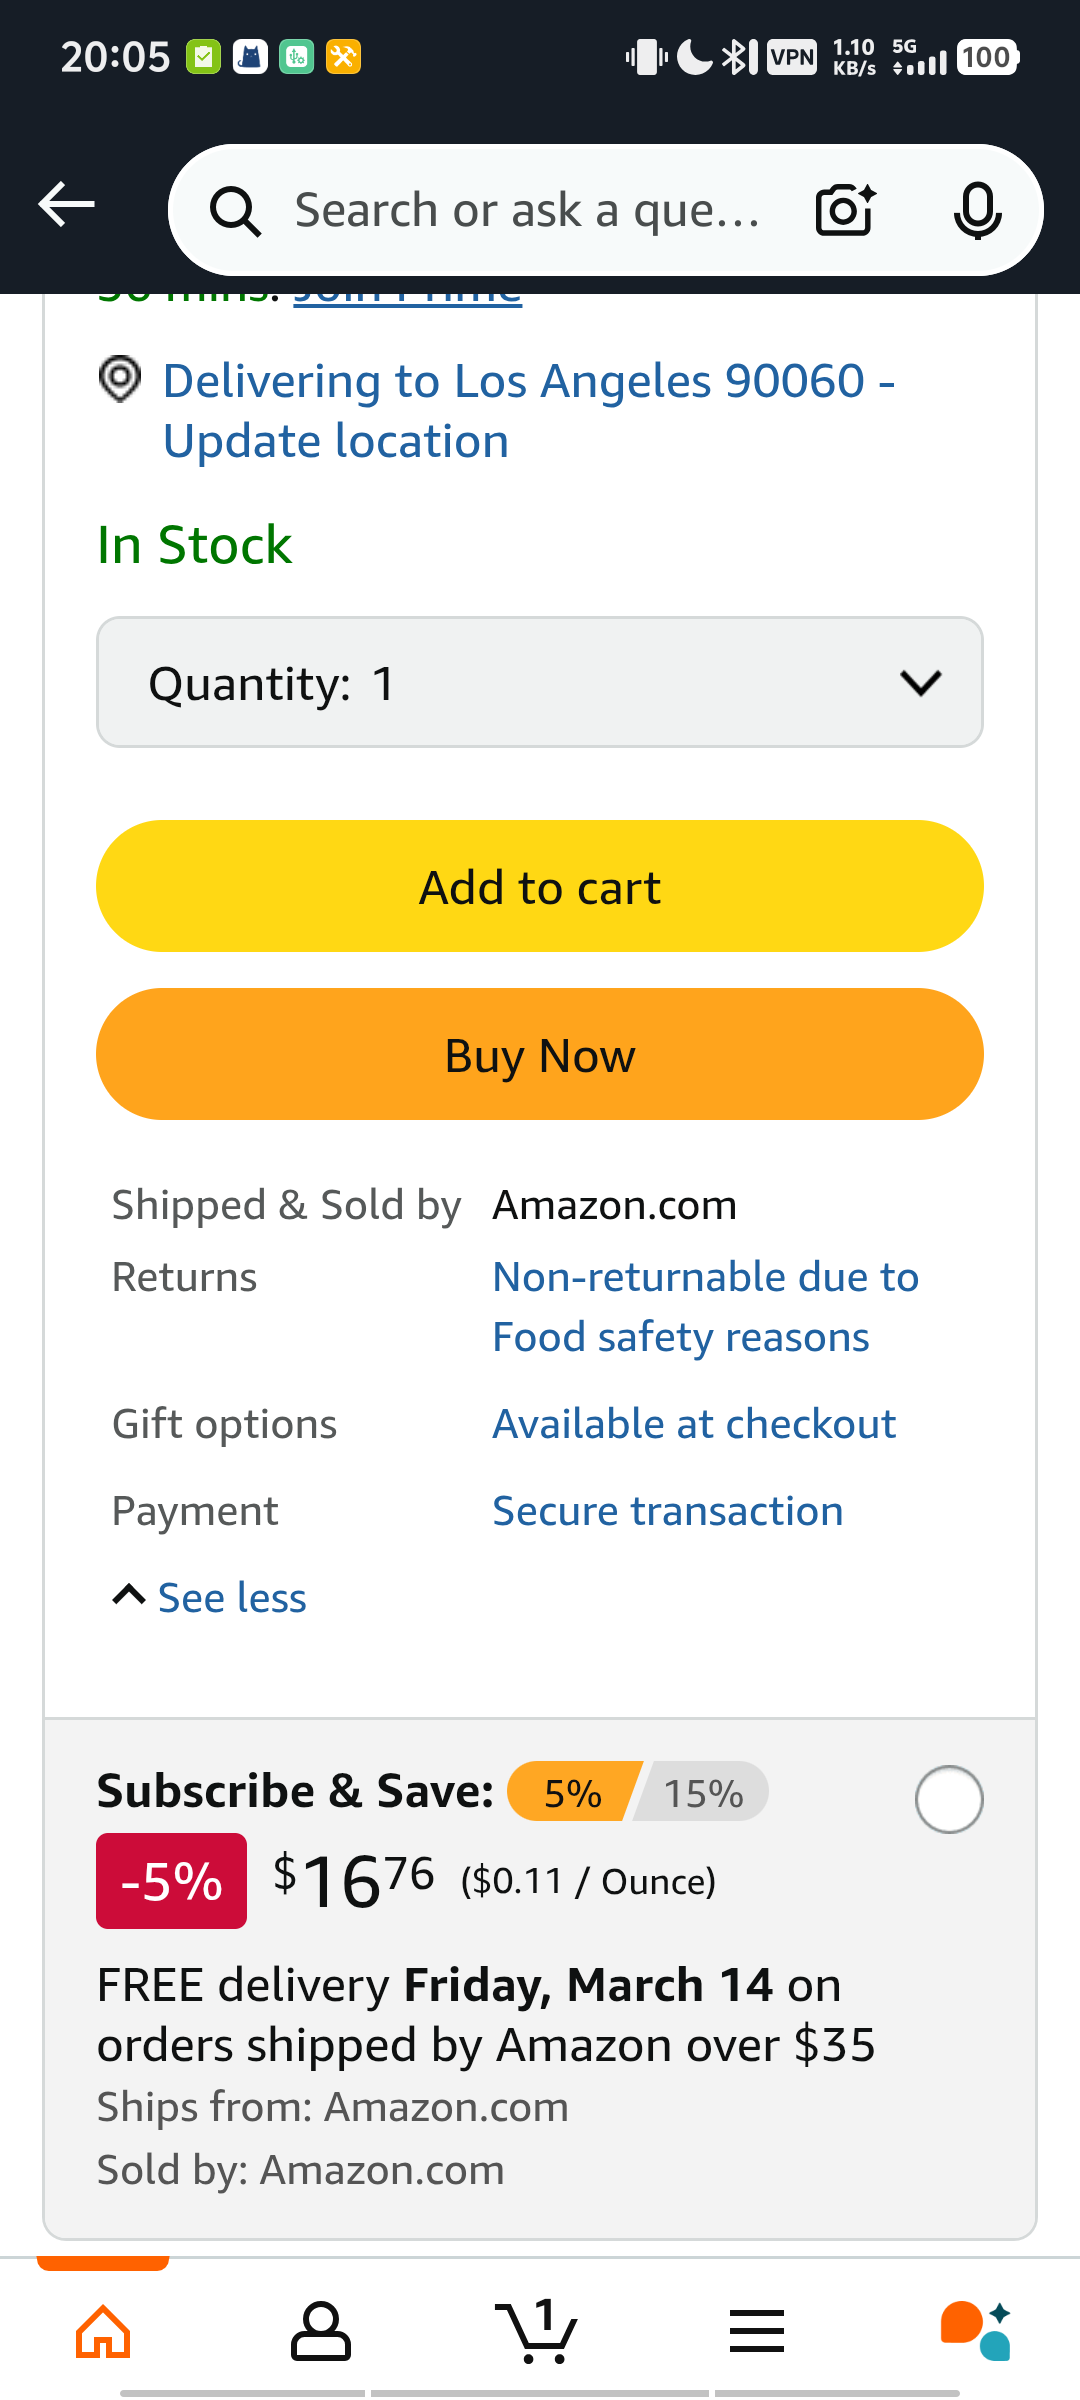 20:05
VPN
1.10
KB/s
5G
100
Search or ask a que...
mins. Join Prime
Delivering to Los Angeles 90060 -
Update location
In Stock
Quantity: 1
Add to cart
Buy Now
Shipped & Sold by Amazon.com
Returns Non-returnable due to
Food safety reasons
Gift options Available at checkout
Payment Secure transaction
See less
Subscribe & Save: 5% 15%
-5% $16 76 ($0.11 / Ounce)
FREE delivery Friday, March 14 on
orders shipped by Amazon over $35
Ships from: Amazon.com
Sold by: Amazon.com
1